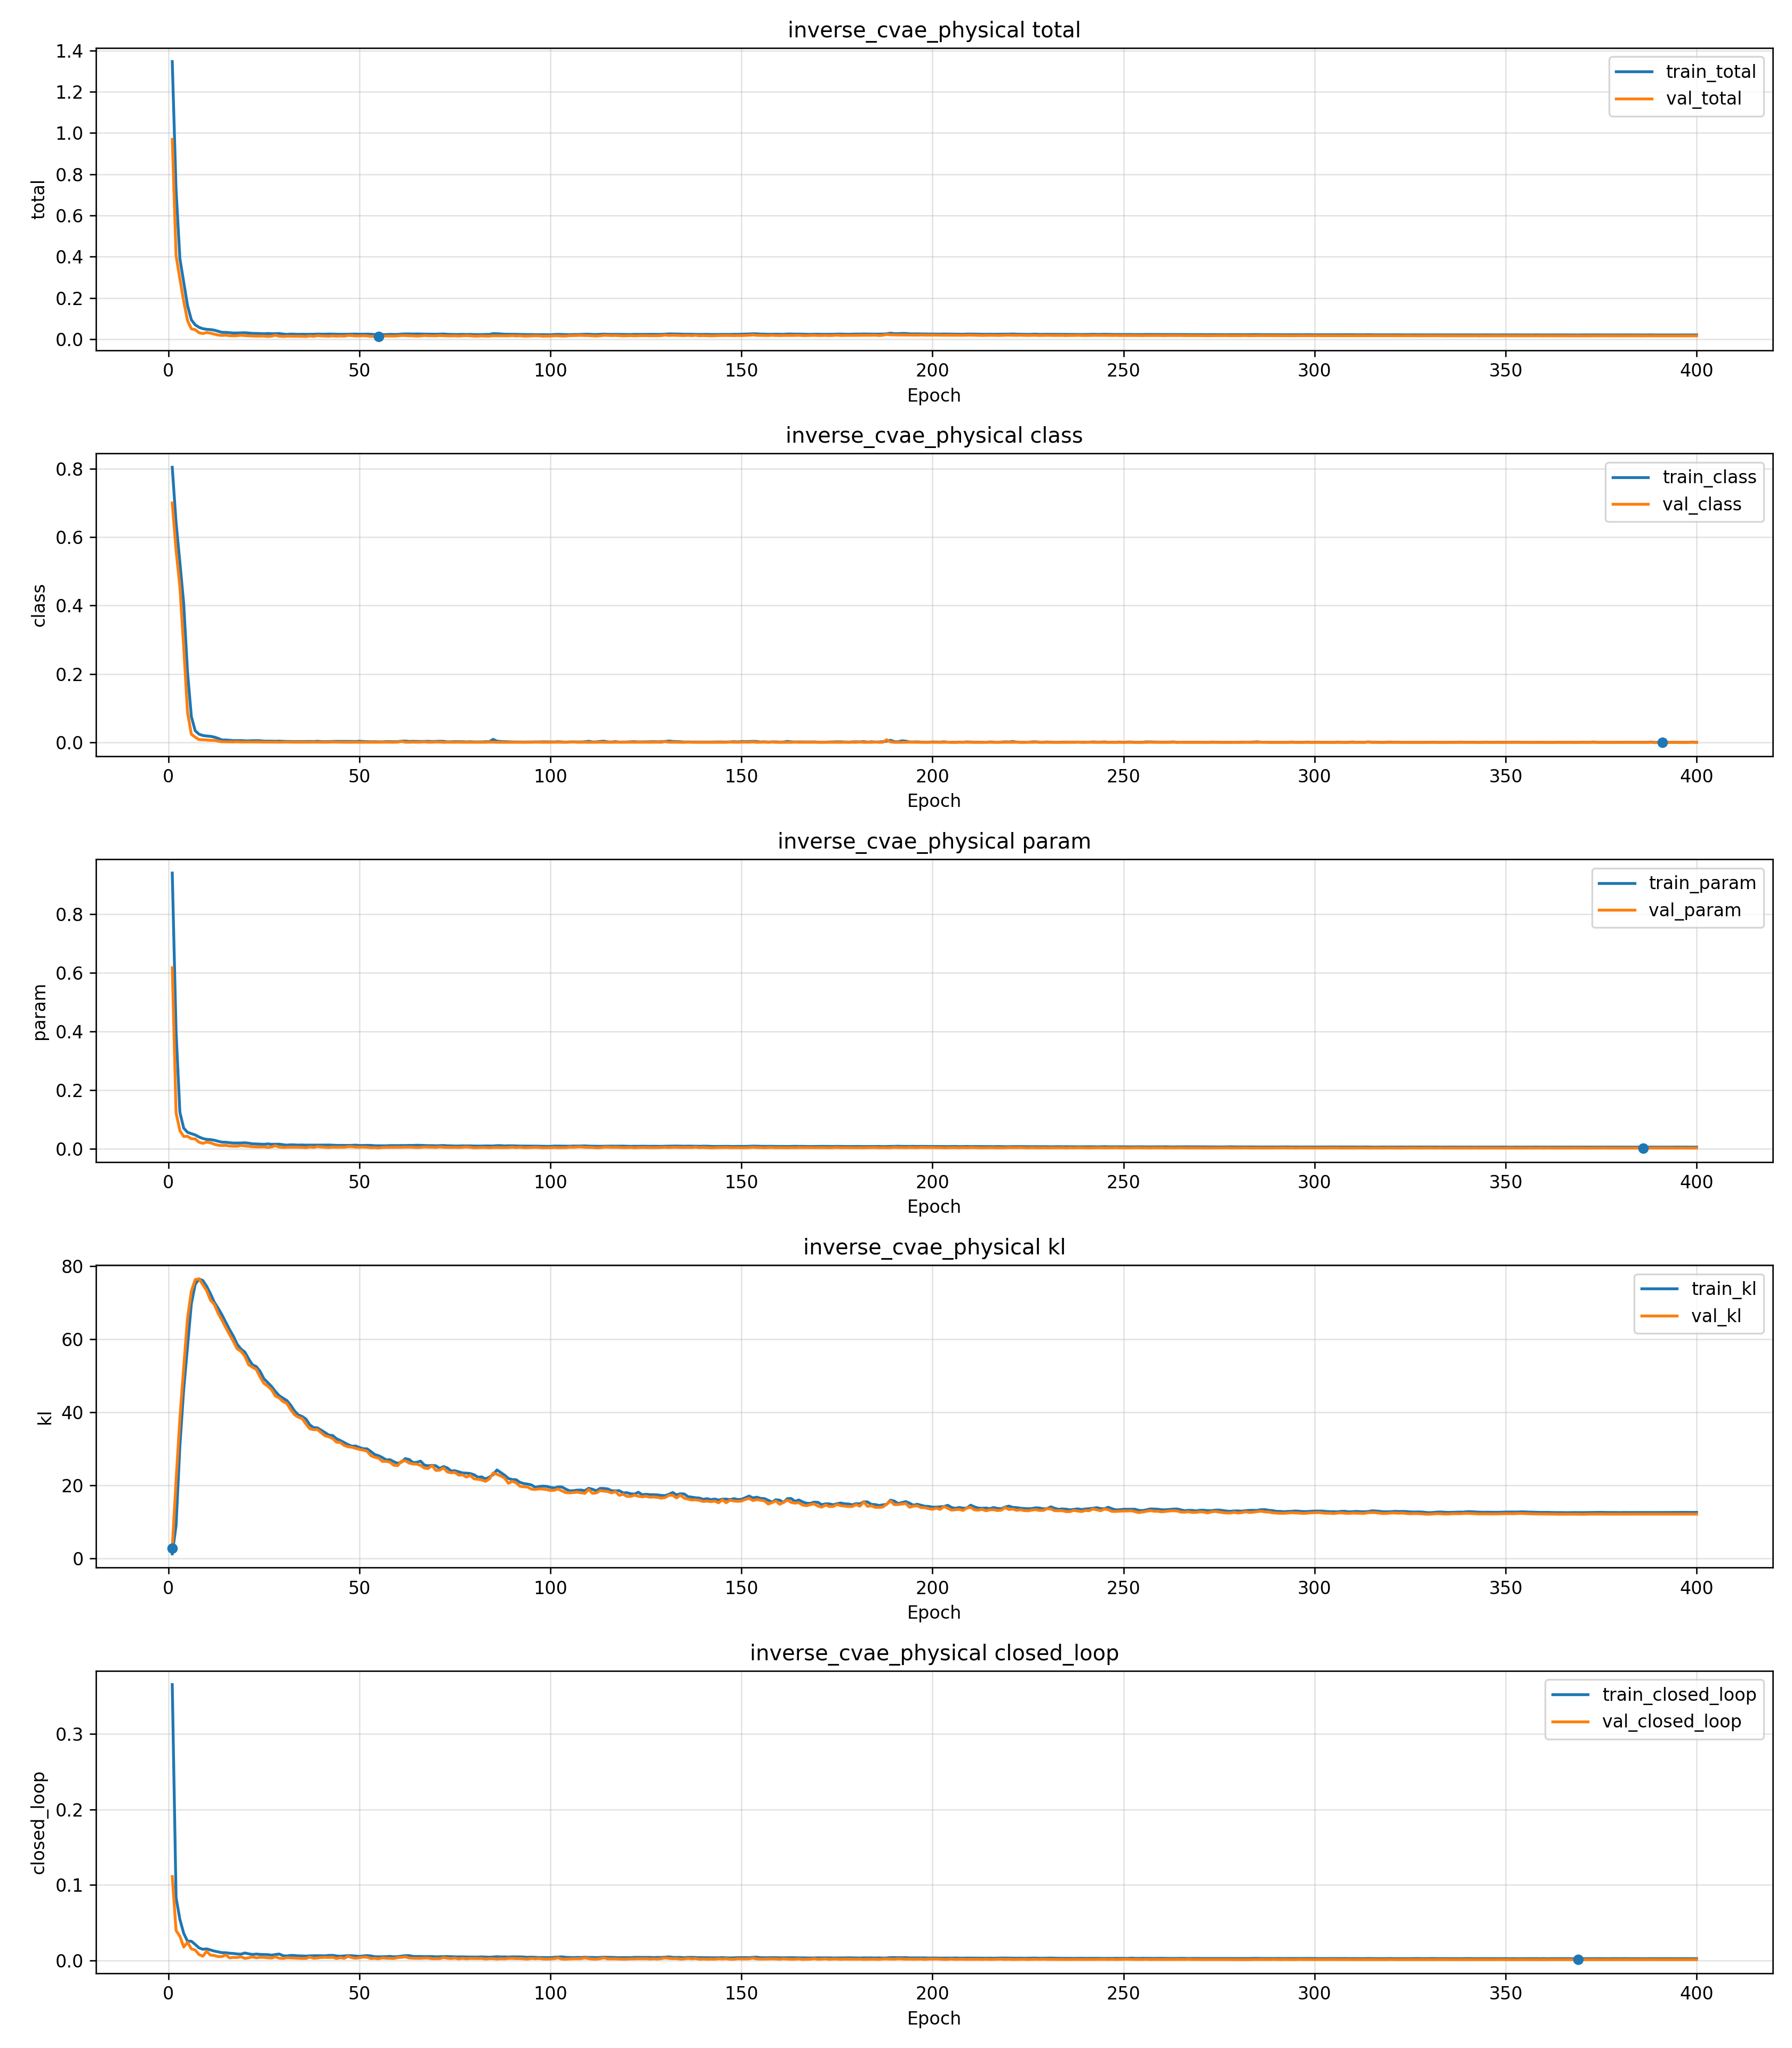 inverse_cvae_physical total
total
1.4
1.2
1.0
0.8
0.6
0.4
0.2
0.0
train_total
val_total
0 50 100 150 200 250 300 350 400
Epoch
inverse_cvae_physical class
class
0.8
0.6
0.4
0.2
0.0
train_class
val_class
0 50 100 150 200 250 300 350 400
Epoch
inverse_cvae_physical param
param
0.8
0.6
0.4
0.2
0.0
train_param
val_param
0 50 100 150 200 250 300 350 400
Epoch
inverse_cvae_physical kl
kl
80
60
40
20
0
train_kl
val_kl
0 50 100 150 200 250 300 350 400
Epoch
inverse_cvae_physical closed_loop
closed_loop
0.3
0.2
0.1
0.0
train_closed_loop
val_closed_loop
0 50 100 150 200 250 300 350 400
Epoch